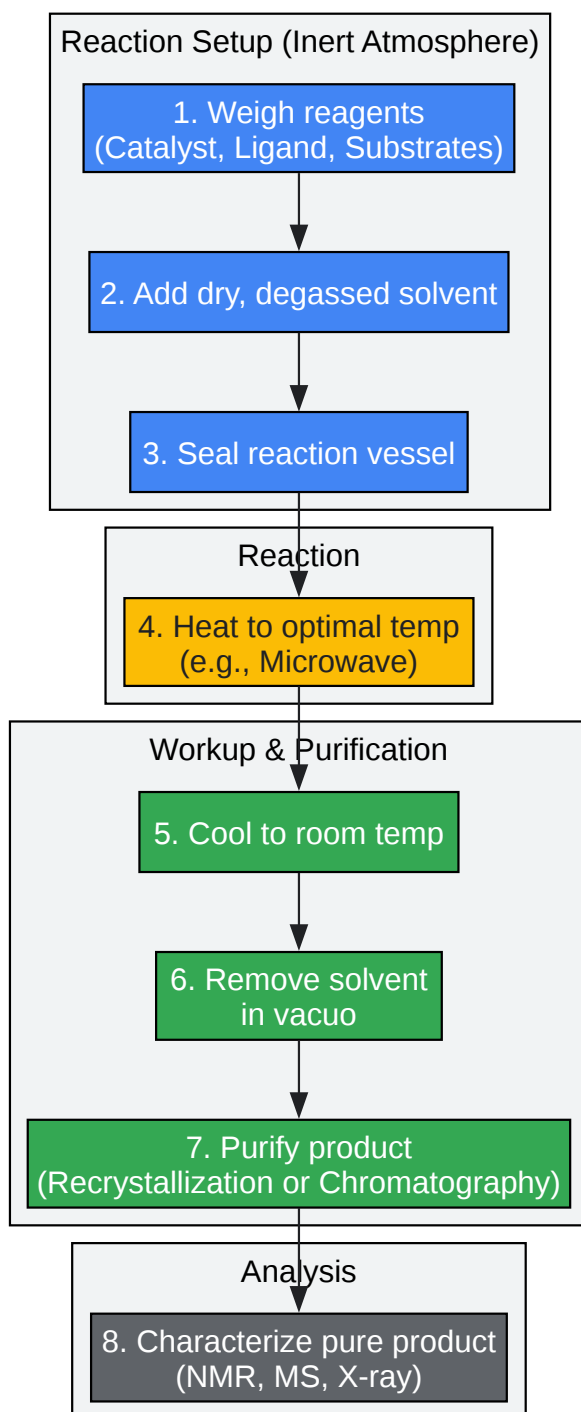 Reaction Setup (Inert Atmosphere)
1. Weigh reagents
(Catalyst, Ligand, Substrates)
2. Add dry, degassed solvent
3. Seal reaction vessel
Reaction
4. Heat to optimal temp
(e.g., Microwave)
Workup & Purification
5. Cool to room temp
6. Remove solvent
in vacuo
7. Purify product
(Recrystallization or Chromatography)
Analysis
8. Characterize pure product
(NMR, MS, X-ray)